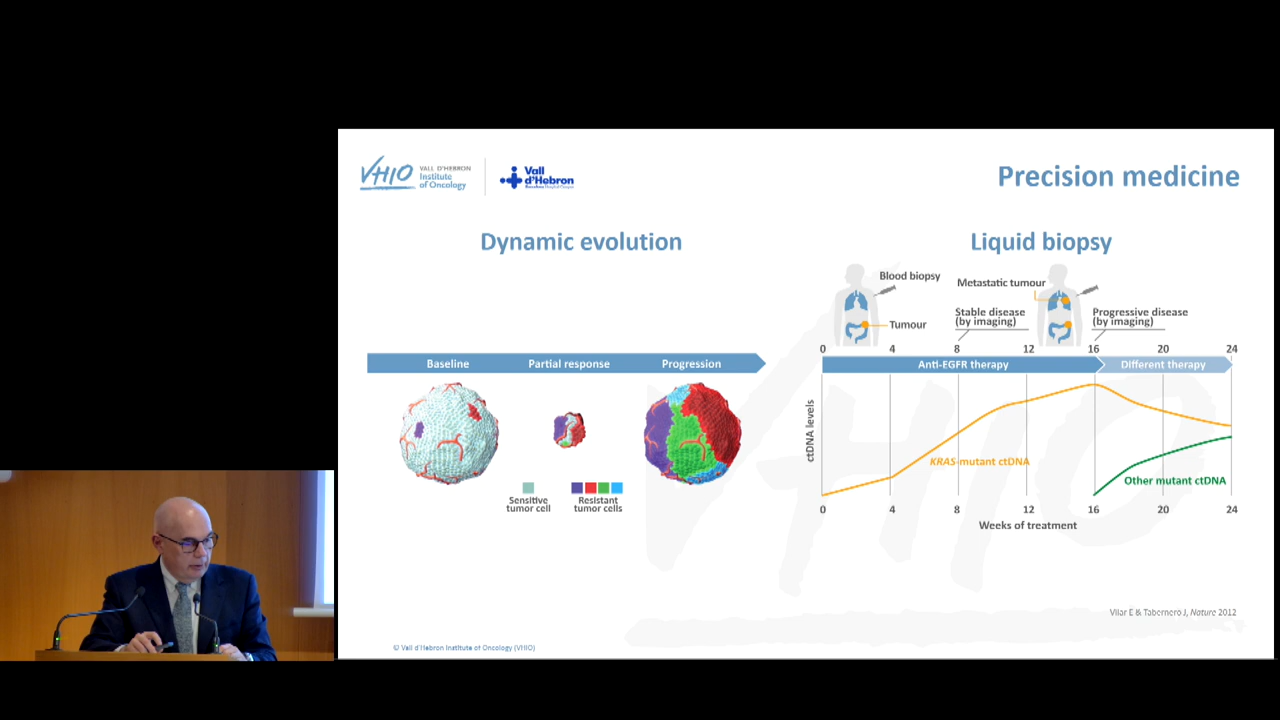 VHIO
VALL D'HEBRON
Institute
of Oncology
Vall
d'Hebron
Precision medicine
Dynamic evolution
Baseline
Partial response
Progression
Sensitive
tumor cell
Resistant
tumor cells
Liquid biopsy
Blood biopsy
Tumour
Metastatic tumour
Stable disease
(by imaging)
Progressive disease
(by imaging)
0 4 8 12 16 20 24
Anti-EGFR therapy
Different therapy
ctDNA levels
KRAS-mutant ctDNA
Other mutant ctDNA
0 4 8 12 16 20 24
Weeks of treatment
Vilar E & Tabernero J, Nature 2012
© Vall d'Hebron Institute of Oncology (VHIO)
VHIO